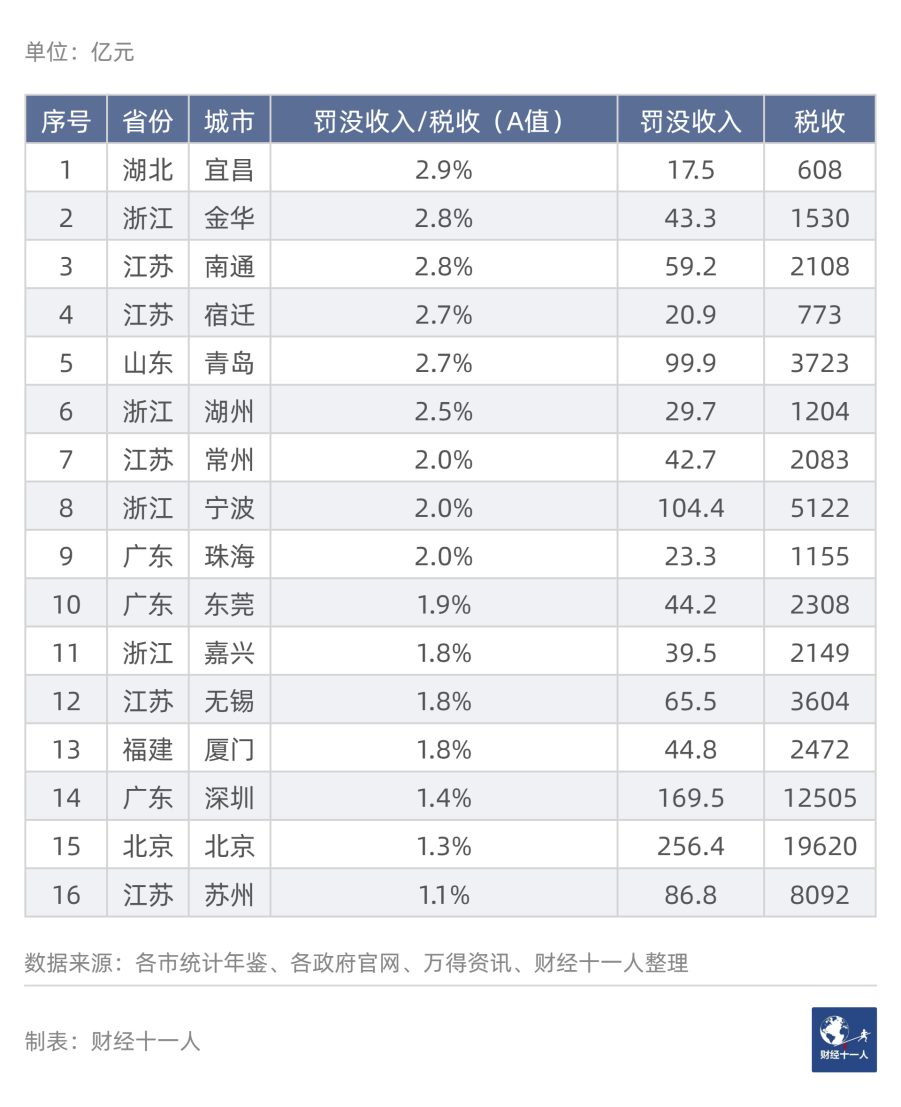 单位：亿元
序号 省份 城市 罚没收入/税收（A值） 罚没收入 税收
1 湖北 宜昌 2.9% 17.5 608
2 浙江 金华 2.8% 43.3 1530
3 江苏 南通 2.8% 59.2 2108
4 江苏 宿迁 2.7% 20.9 773
5 山东 青岛 2.7% 99.9 3723
6 浙江 湖州 2.5% 29.7 1204
7 江苏 常州 2.0% 42.7 2083
8 浙江 宁波 2.0% 104.4 5122
9 广东 珠海 2.0% 23.3 1155
10 广东 东莞 1.9% 44.2 2308
11 浙江 嘉兴 1.8% 39.5 2149
12 江苏 无锡 1.8% 65.5 3604
13 福建 厦门 1.8% 44.8 2472
14 广东 深圳 1.4% 169.5 12505
15 北京 北京 1.3% 256.4 19620
16 江苏 苏州 1.1% 86.8 8092
数据来源：各市统计年鉴、各政府官网、万得资讯、财经十一人整理
制表：财经十一人
财经十一人